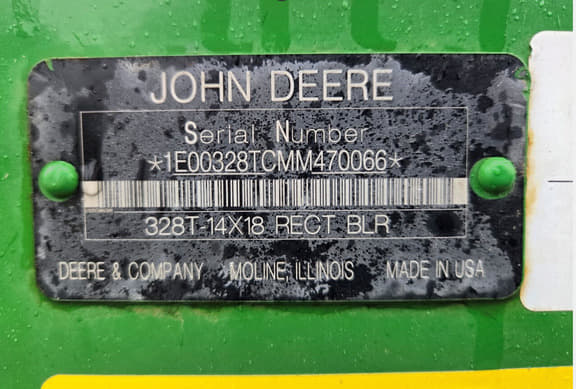 JOHN DEERE
Serial Number
*1E00328TCMM470066*
328T-14X18 RECT BLR
DEERE & COMPANY MOLINE, ILLINOIS MADE IN USA